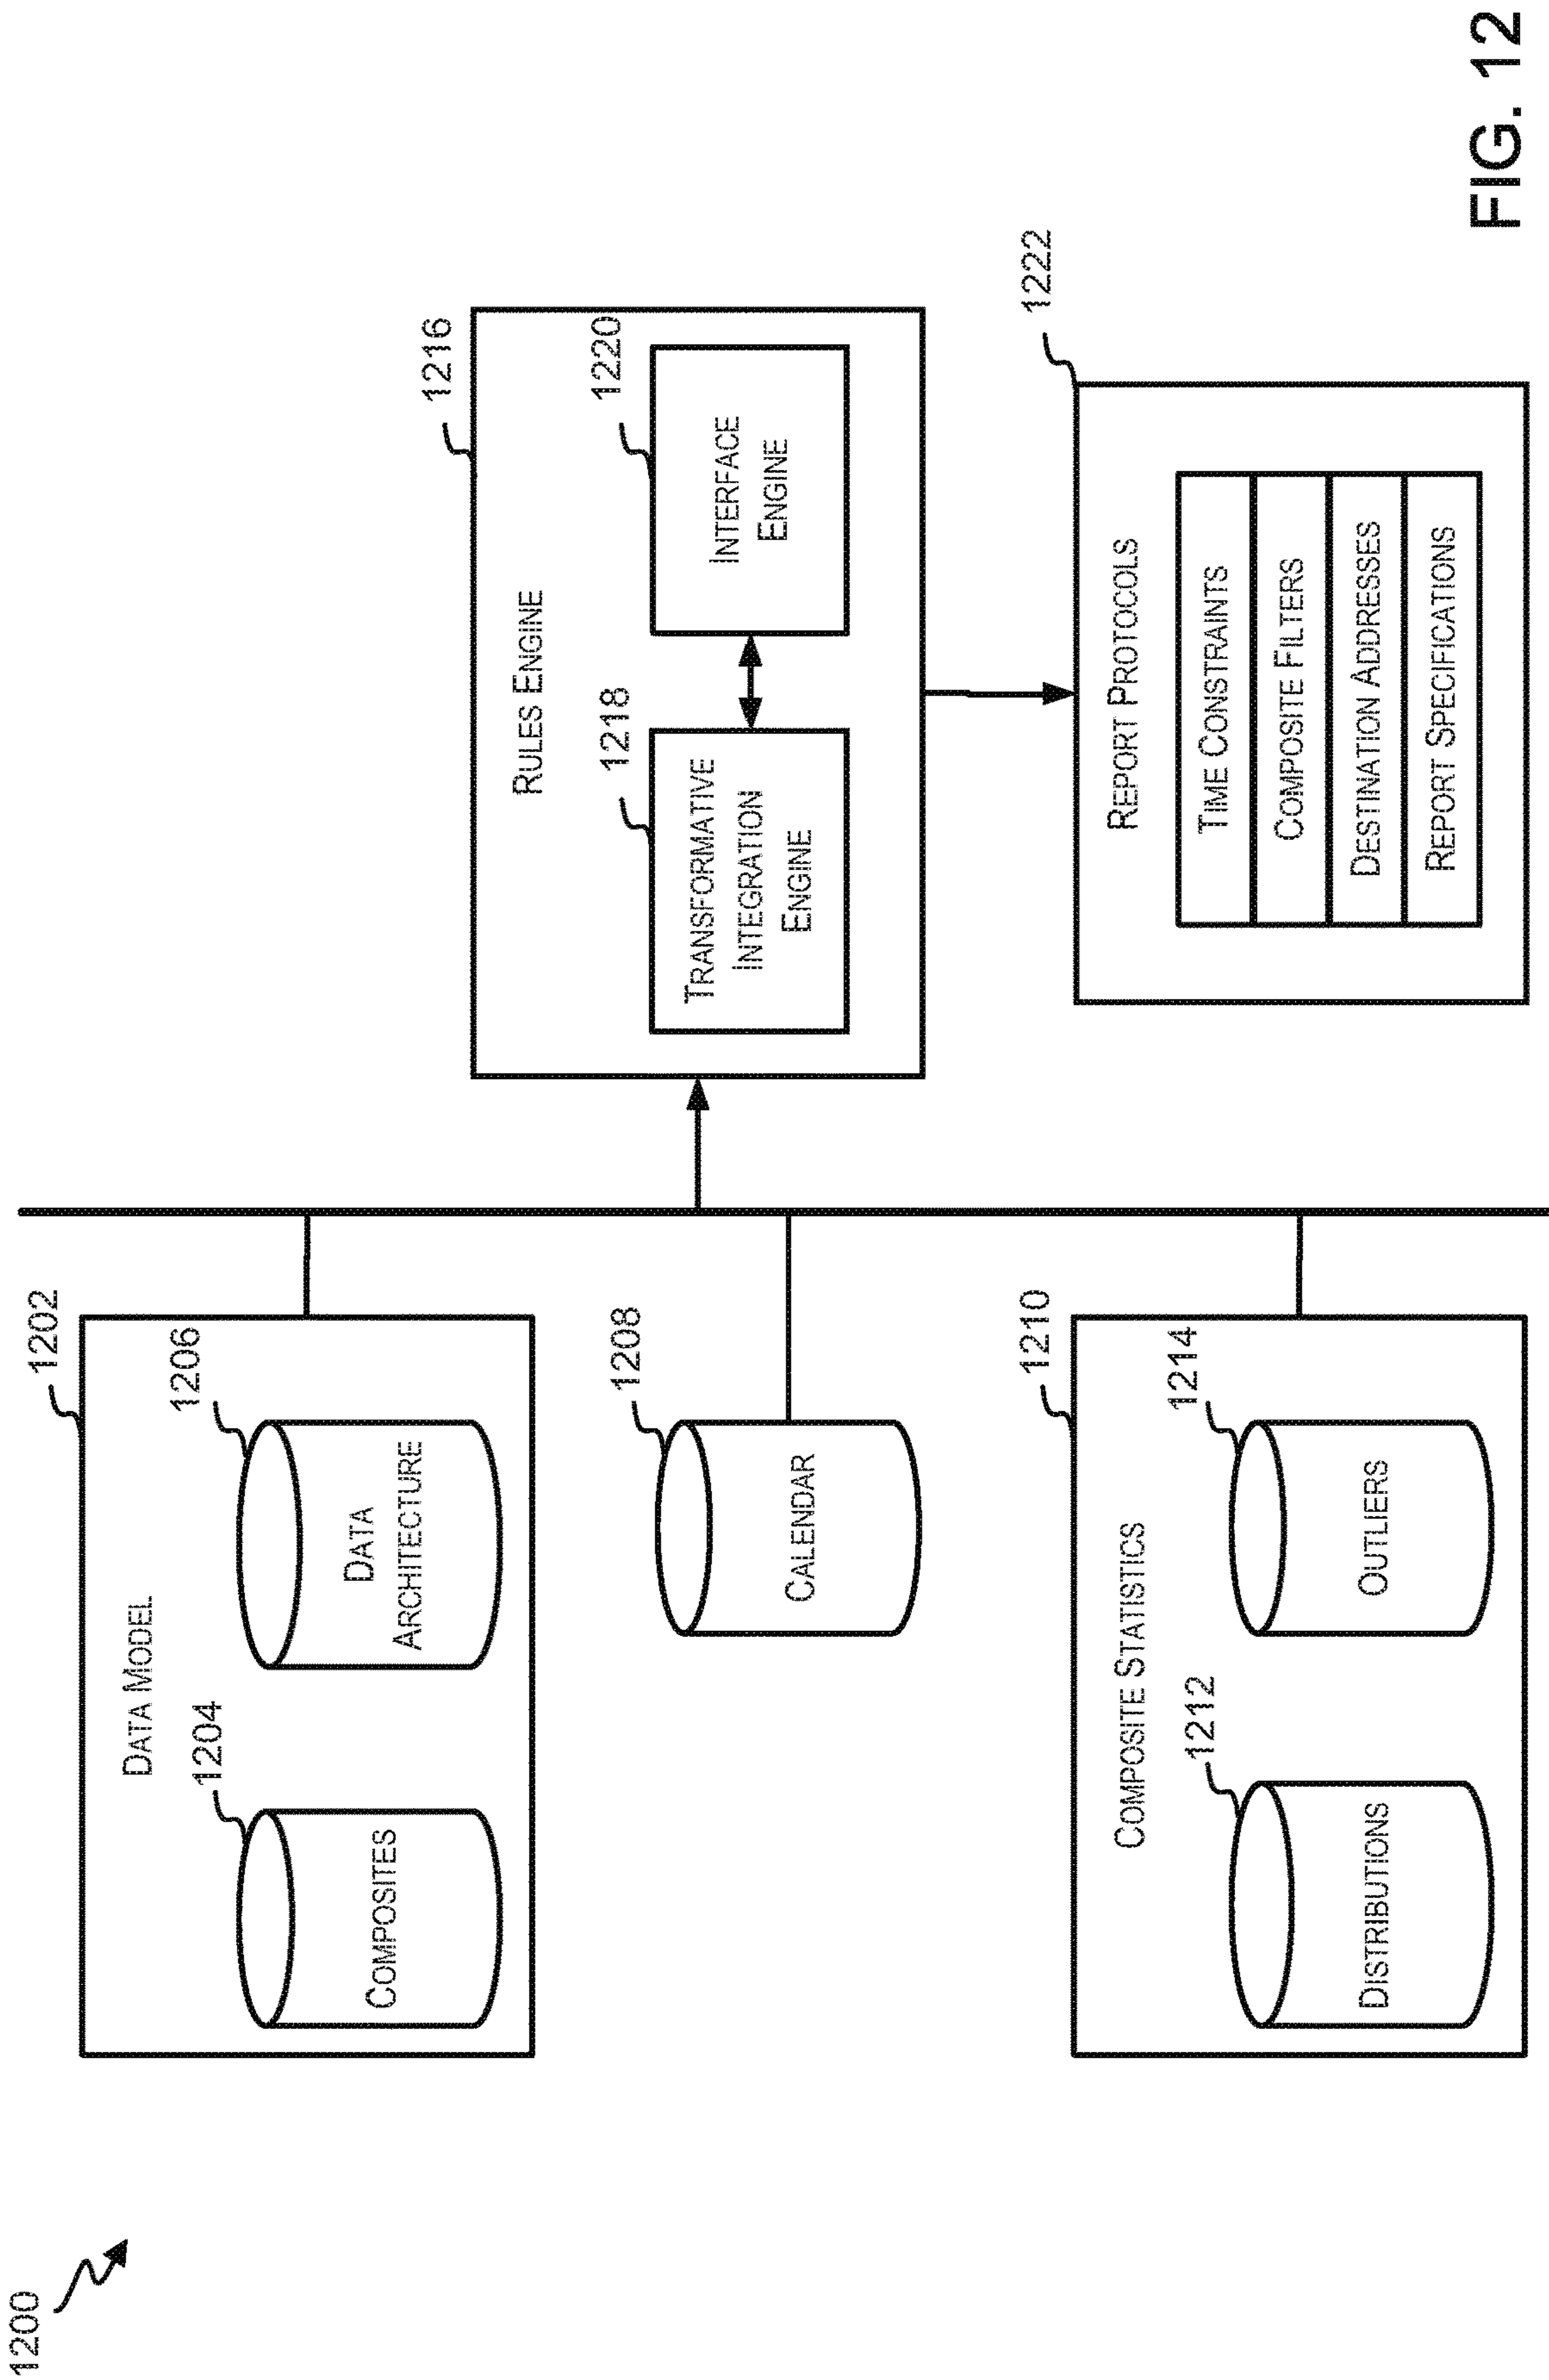 1200
1202
DATA MODEL
1204
1206
COMPOSITES
DATA
ARCHITECTURE
1208
CALENDAR
1210
COMPOSITE STATISTICS
1212
1214
DISTRIBUTIONS
OUTLIERS
1216
RULES ENGINE
1218
1220
TRANSFORMATIVE
INTEGRATION
ENGINE
INTERFACE
ENGINE
1222
REPORT PROTOCOLS
TIME CONSTRAINTS
COMPOSITE FILTERS
DESTINATION ADDRESSES
REPORT SPECIFICATIONS
FIG. 12